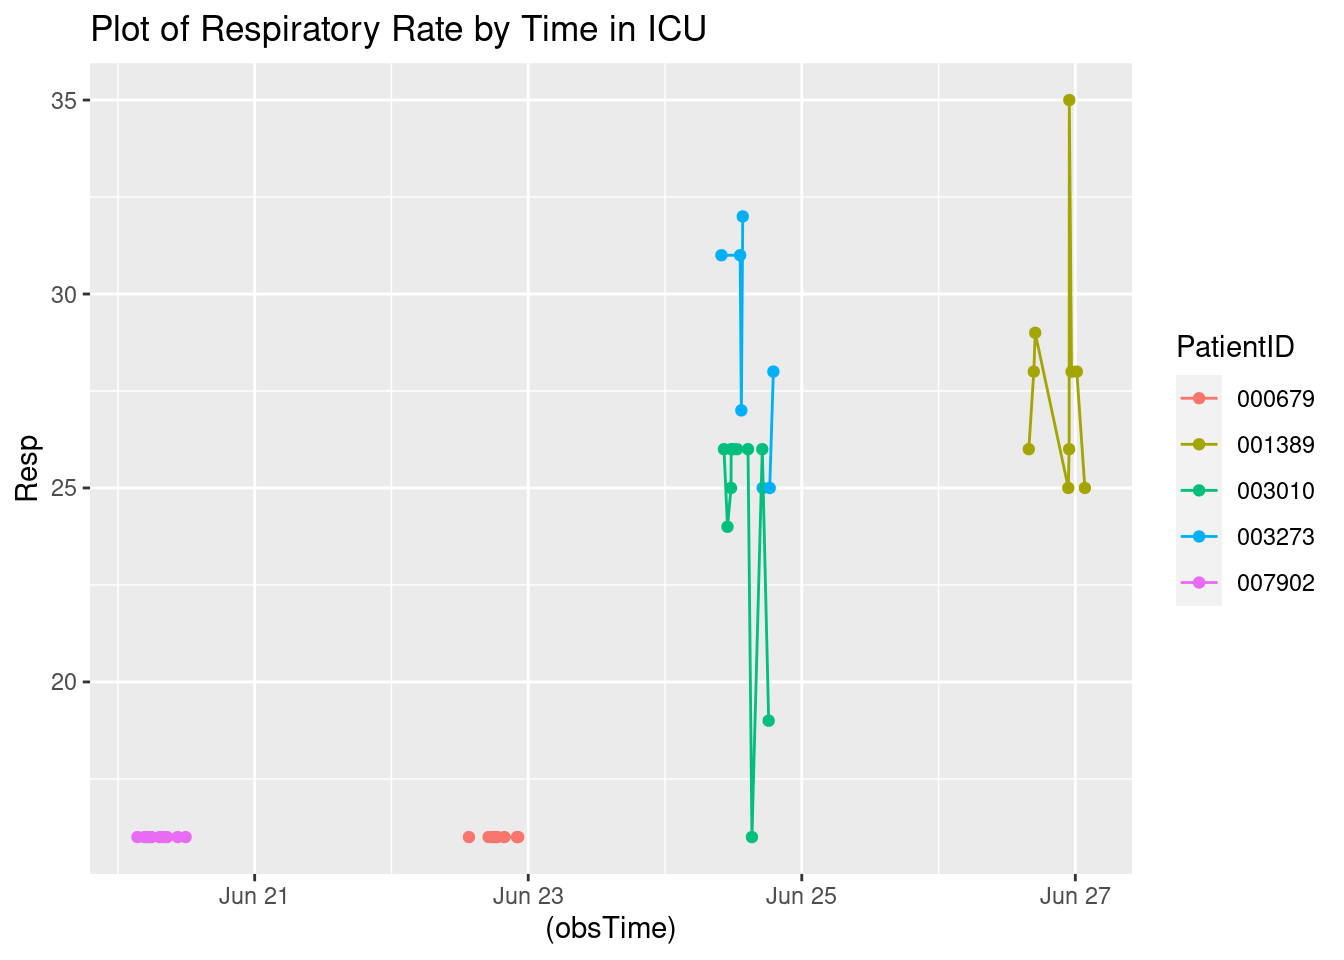 Plot of Respiratory Rate by Time in ICU
35
30
25
20
Resp
Jun 21
Jun 23
Jun 25
Jun 27
(obsTime)
PatientID
000679
001389
003010
003273
007902